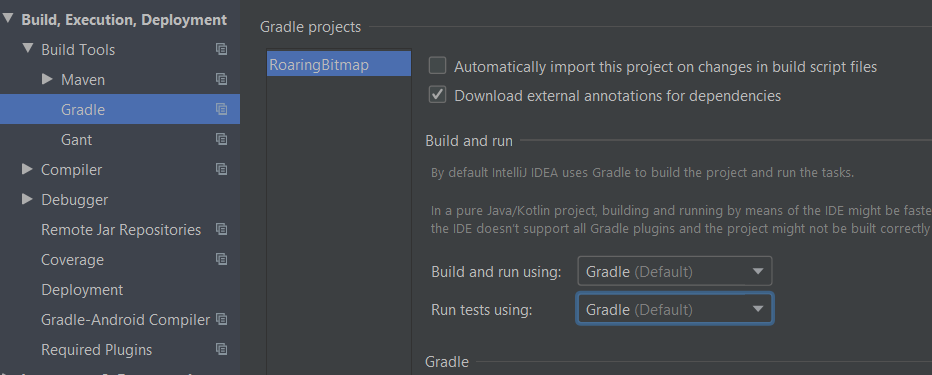 Build, Execution, Deployment
Build Tools
Maven
Gradle
Gant
Compiler
Debugger
Remote Jar Repositories
Coverage
Deployment
Gradle-Android Compiler
Required Plugins
Gradle projects
RoaringBitmap
Automatically import this project on changes in build script files
Download external annotations for dependencies
Build and run
By default IntelliJ IDEA uses Gradle to build the project and run the tasks.
In a pure Java/Kotlin project, building and running by means of the IDE might be faste
the IDE doesn't support all Gradle plugins and the project might not be built correctly
Build and run using: Gradle (Default)
Run tests using: Gradle (Default)
Gradle